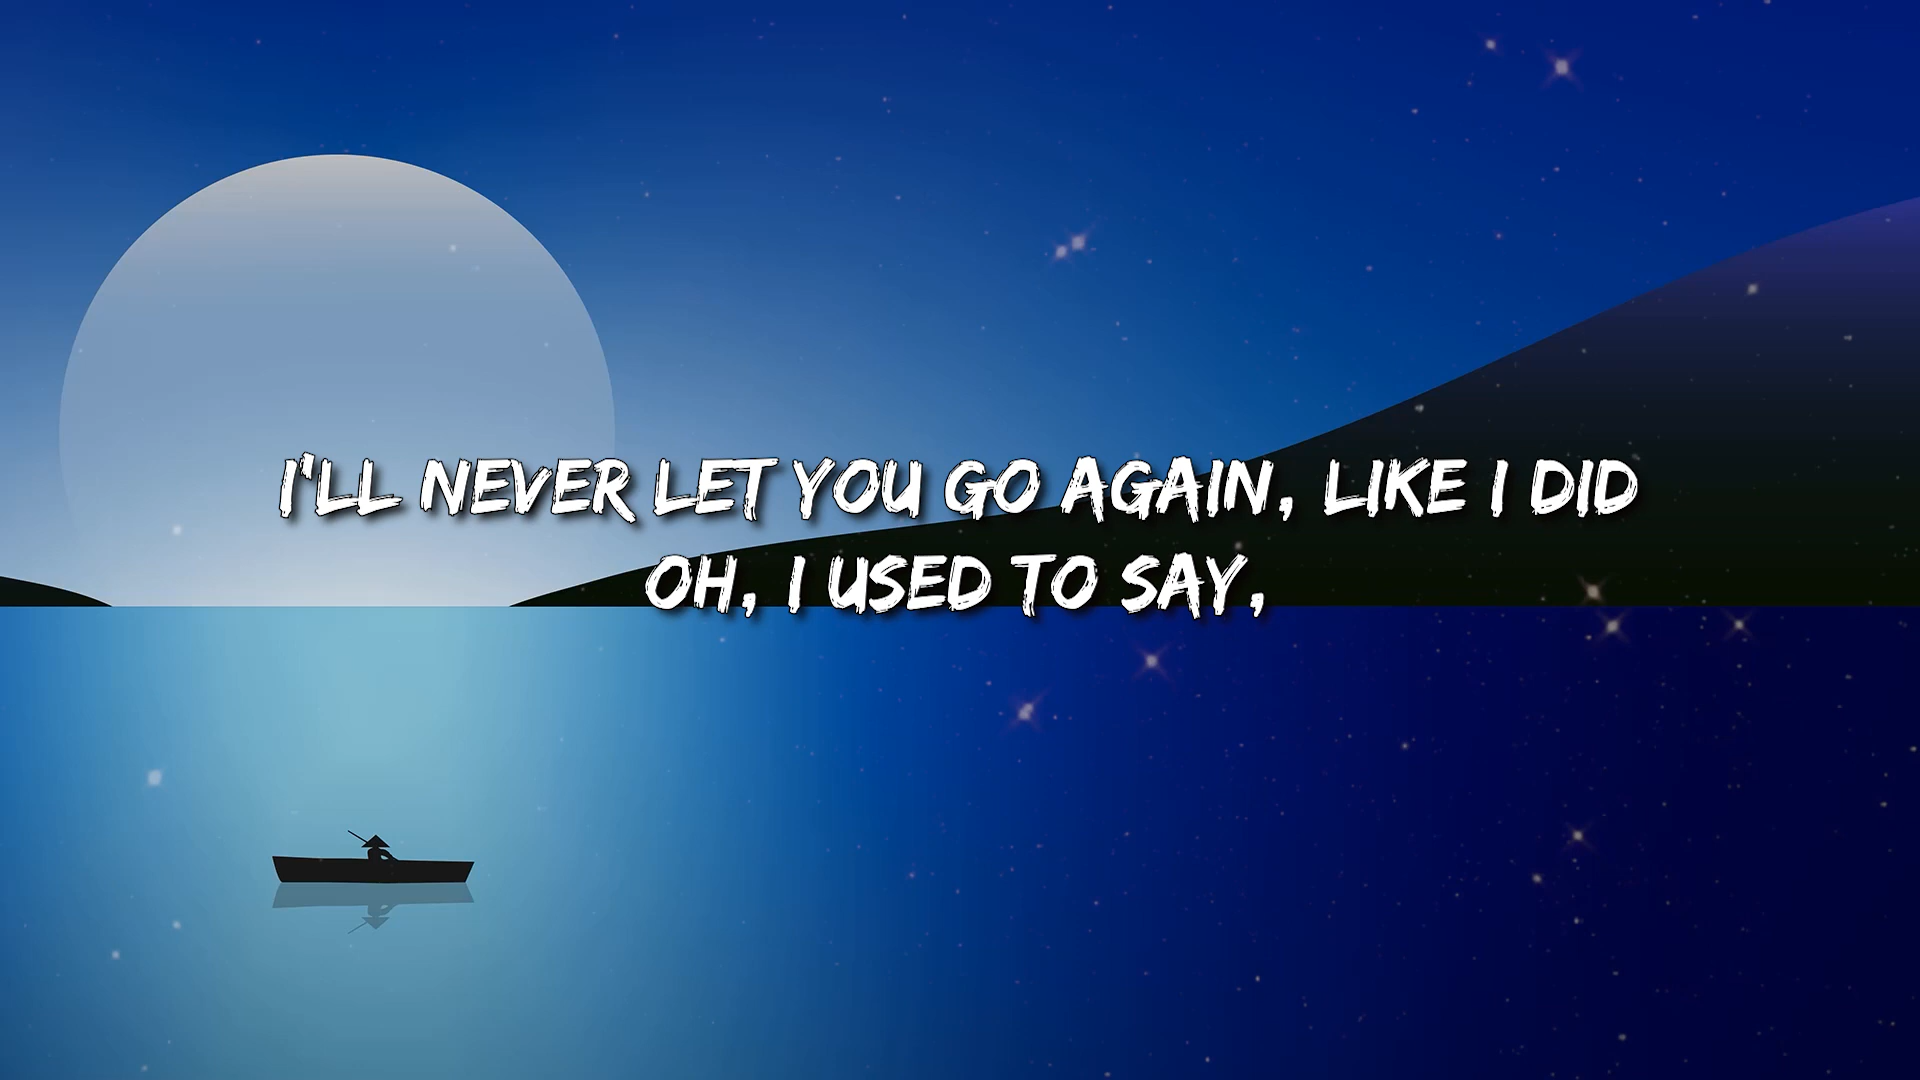 I'LL NEVER LET YOU GO AGAIN, LIKE I DID
OH, I USED TO SAY,